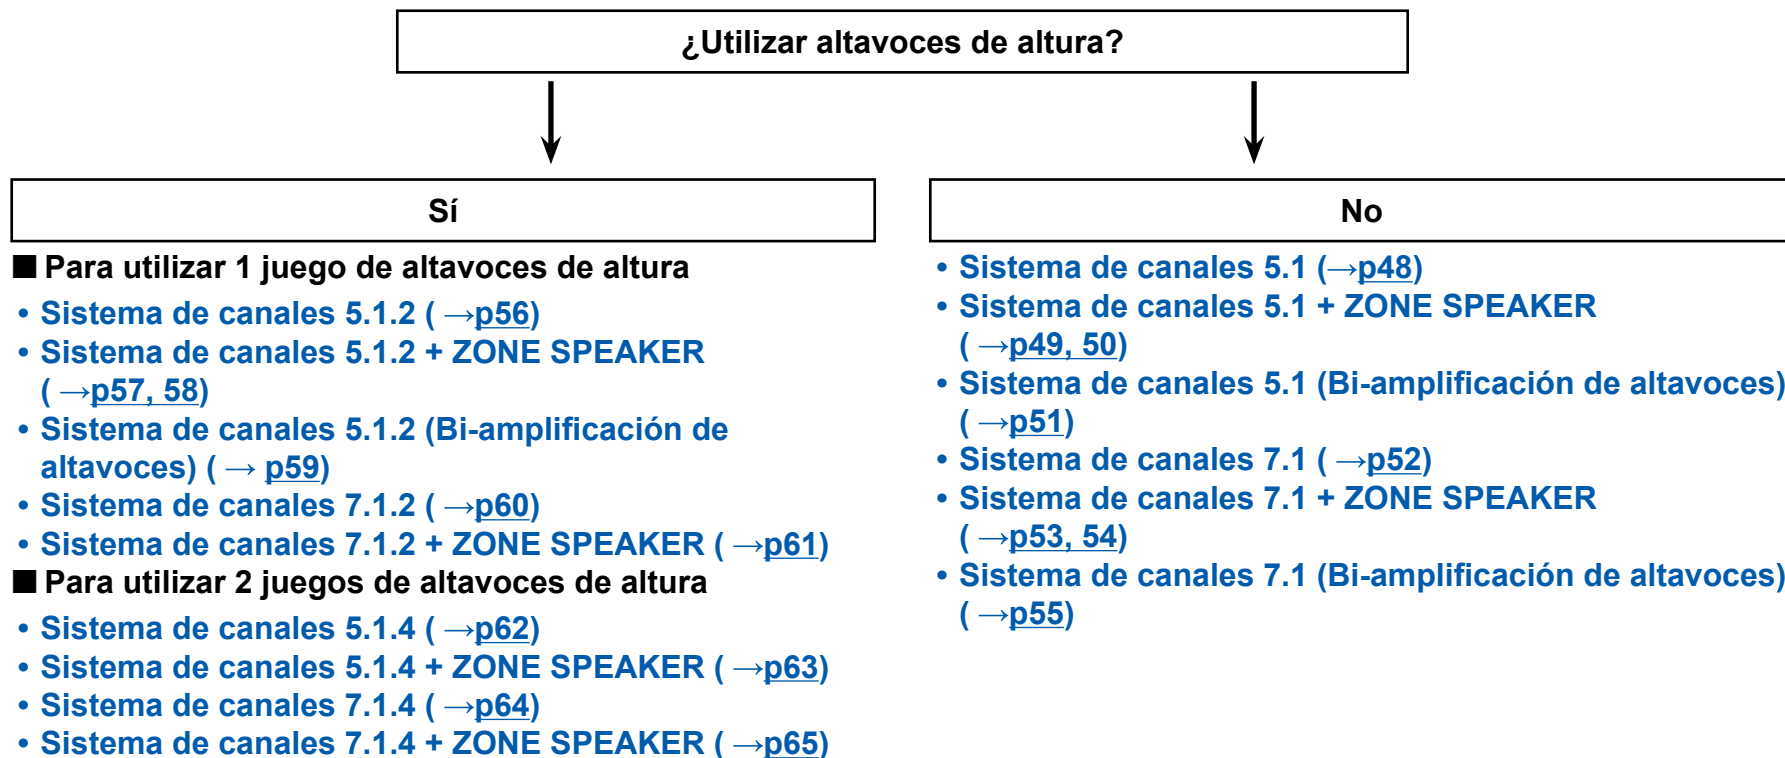 ¿Utilizar altavoces de altura?
Sí
■ Para utilizar 1 juego de altavoces de altura
• Sistema de canales 5.1.2 ( →p56)
• Sistema de canales 5.1.2 + ZONE SPEAKER
( →p57, 58)
• Sistema de canales 5.1.2 (Bi-amplificación de
altavoces) ( → p59)
• Sistema de canales 7.1.2 ( →p60)
• Sistema de canales 7.1.2 + ZONE SPEAKER ( →p61)
■ Para utilizar 2 juegos de altavoces de altura
• Sistema de canales 5.1.4 ( →p62)
• Sistema de canales 5.1.4 + ZONE SPEAKER ( →p63)
• Sistema de canales 7.1.4 ( →p64)
• Sistema de canales 7.1.4 + ZONE SPEAKER ( →p65)
No
• Sistema de canales 5.1 (→p48)
• Sistema de canales 5.1 + ZONE SPEAKER
( →p49, 50)
• Sistema de canales 5.1 (Bi-amplificación de altavoces)
( →p51)
• Sistema de canales 7.1 ( →p52)
• Sistema de canales 7.1 + ZONE SPEAKER
( →p53, 54)
• Sistema de canales 7.1 (Bi-amplificación de altavoces)
( →p55)